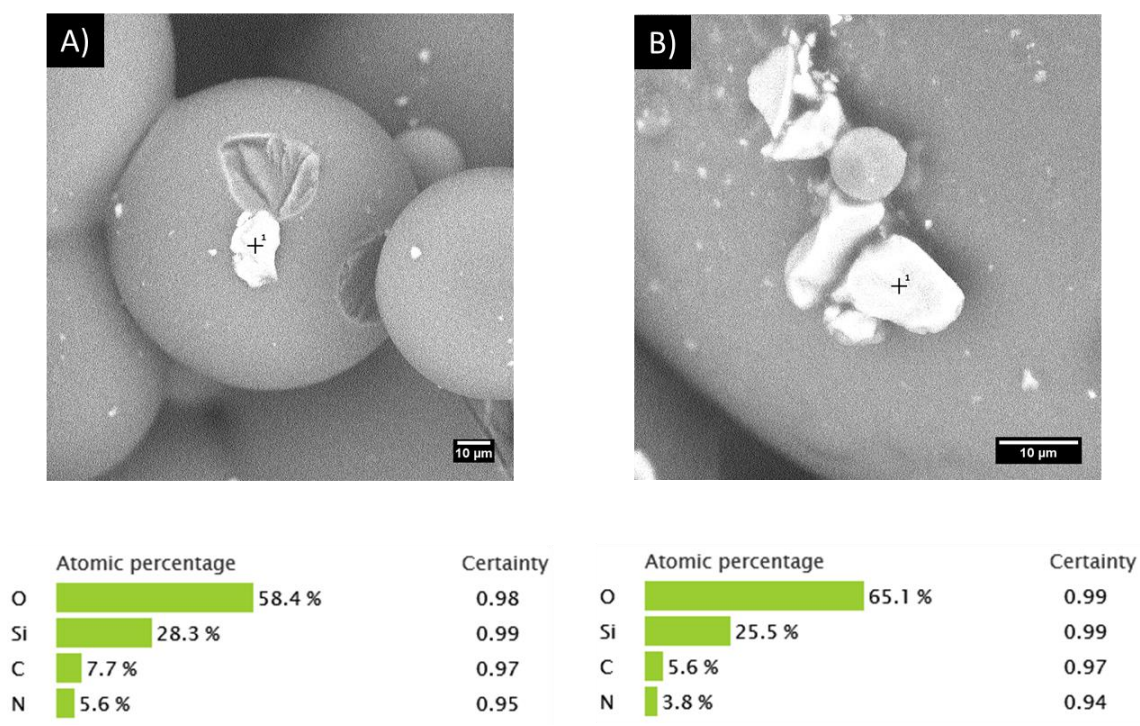 A)
B)
1
1
10 µm
10 µm
Atomic percentage Certainty
O 58.4 % 0.98
Si 28.3 % 0.99
C 7.7 % 0.97
N 5.6 % 0.95
Atomic percentage Certainty
O 65.1 % 0.99
Si 25.5 % 0.99
C 5.6 % 0.97
N 3.8 % 0.94